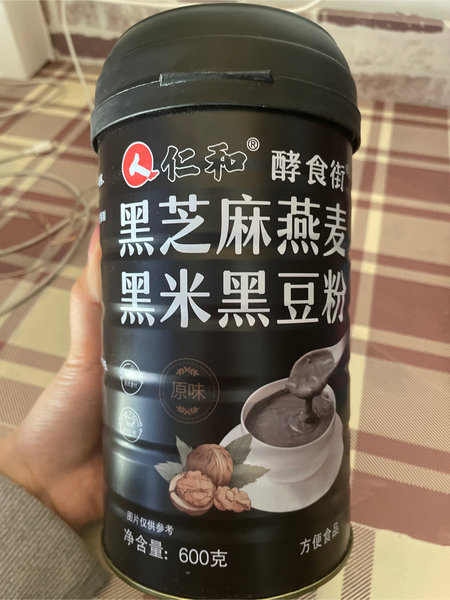 仁和® 酵食街
黑芝麻燕麦
黑米黑豆粉
原味
图片仅供参考
净含量: 600克
方便食品